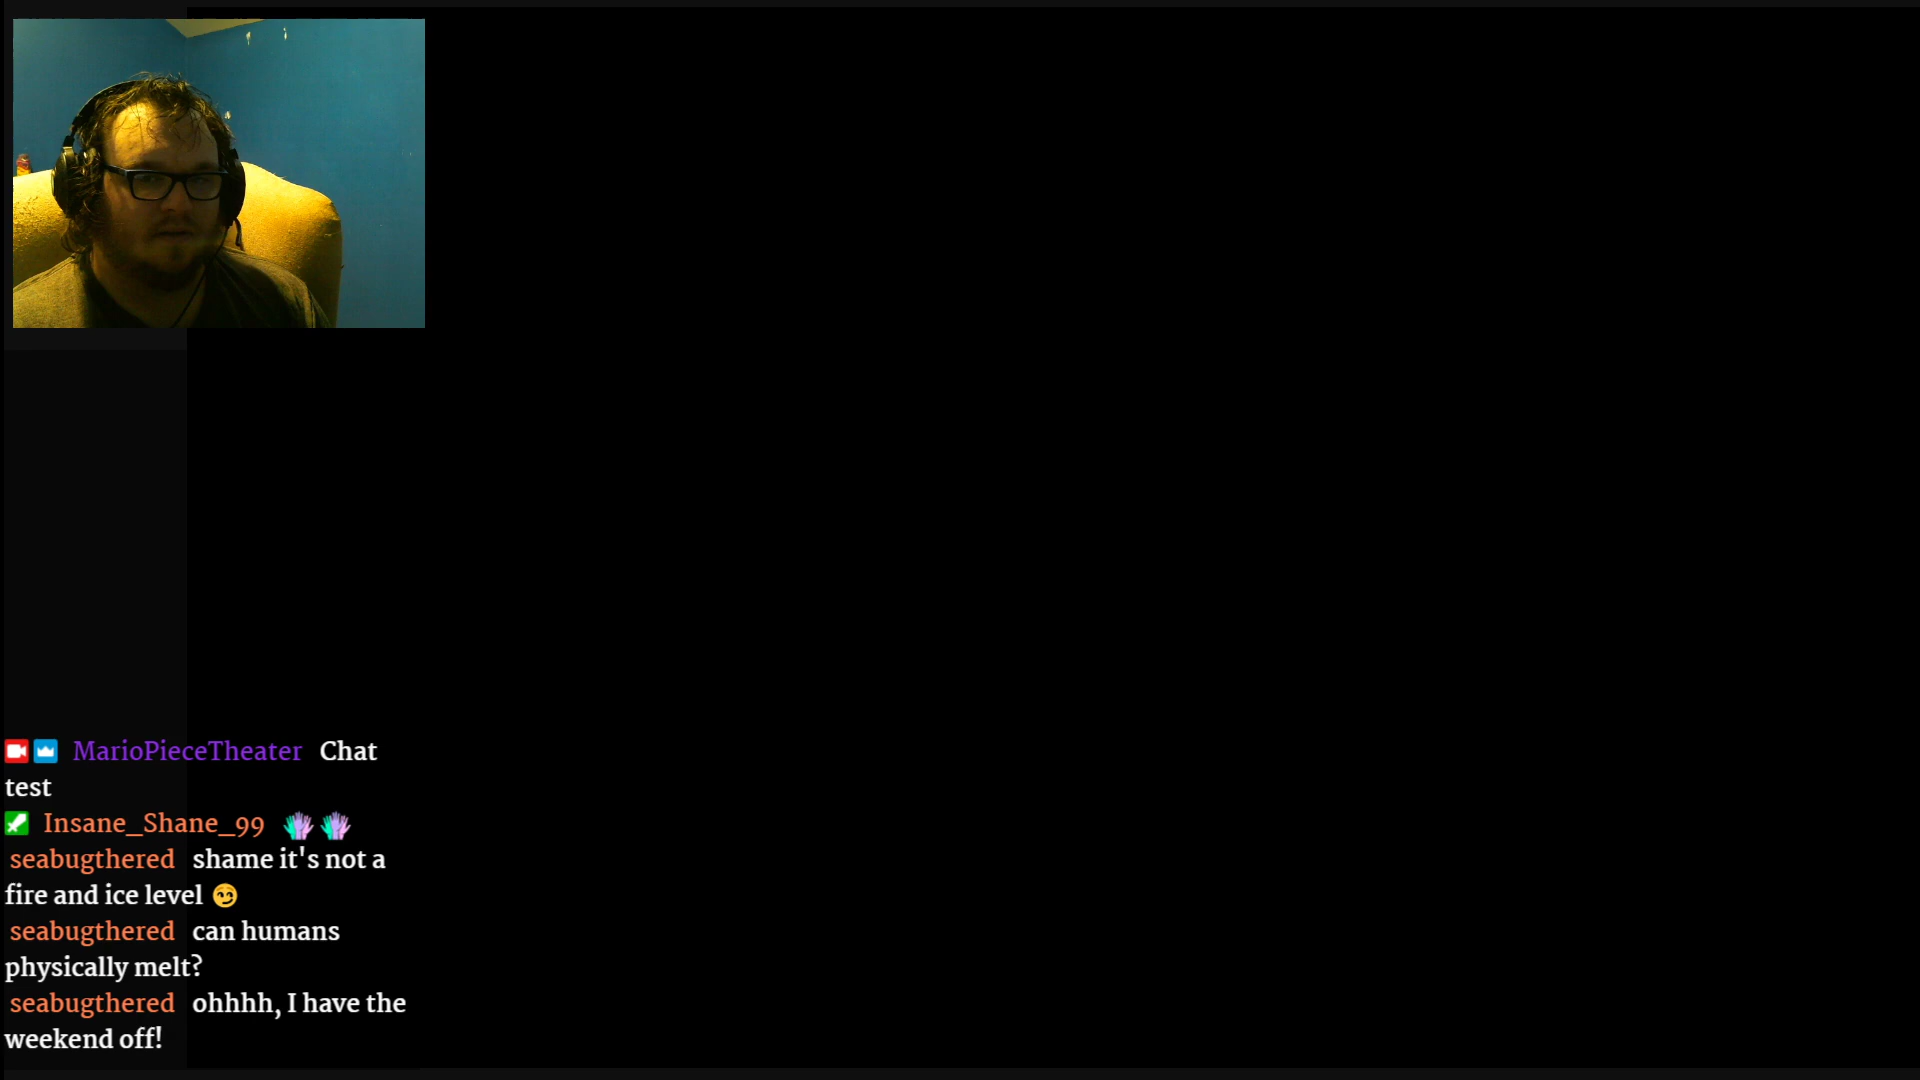 MarioPieceTheater Chat
test
Insane_Shane_99
seabugthered shame it's not a
fire and ice level
seabugthered can humans
physically melt?
seabugthered ohhhh, I have the
weekend off!